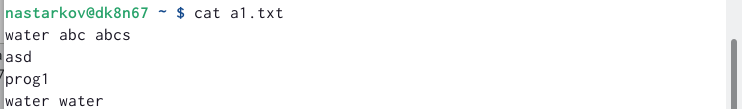 nastarkov@dk8n67 ~ $ cat a1.txt
water abc abcs
asd
prog1
water water